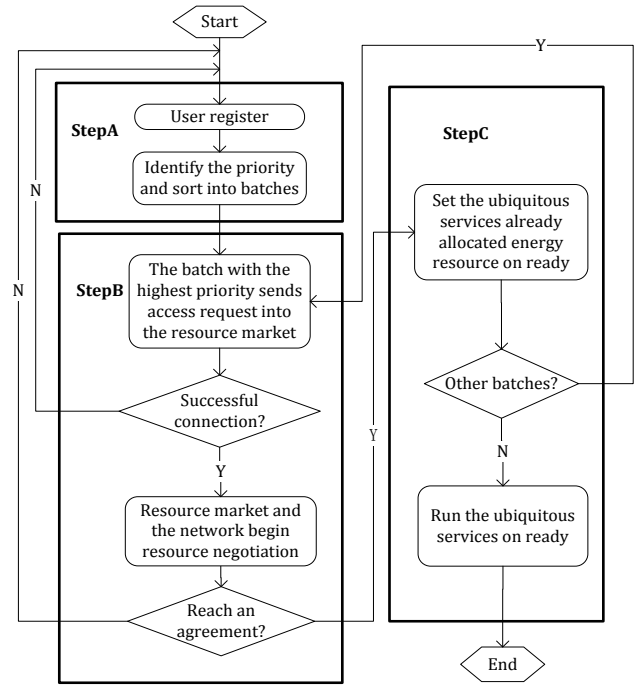 Start
Y
StepA
User register
Identify the priority
and sort into batches
N
N
StepB
The batch with the
highest priority sends
access request into
the resource market
Successful
connection?
Y
Resource market and
the network begin
resource negotiation
Reach an
agreement?
Y
StepC
Set the ubiquitous
services already
allocated energy
resource on ready
Other batches?
N
Run the ubiquitous
services on ready
End